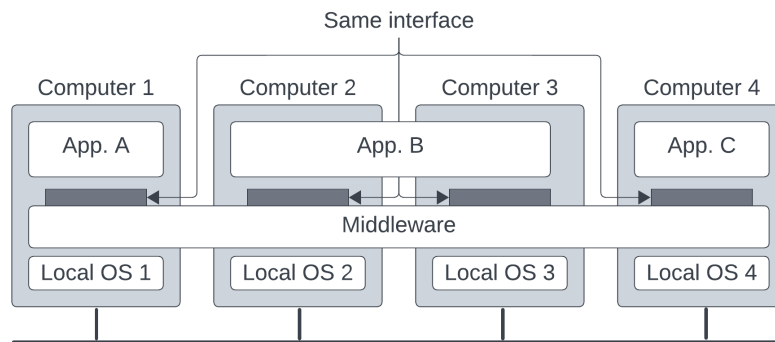 Same interface
Computer 1
Computer 2
Computer 3
Computer 4
App. A
App. B
App. C
Middleware
Local OS 1
Local OS 2
Local OS 3
Local OS 4